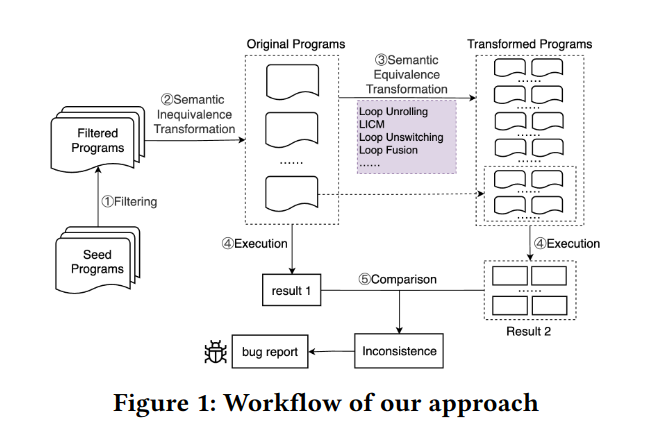 Original Programs
Transformed Programs
③Semantic
Equivalence
Transformation
②Semantic
Inequivalence
Transformation
Loop Unrolling
LICM
Loop Unswitching
Loop Fusion
......
Filtered
Programs
......
......
......
......
......
......
①Filtering
Seed
Programs
④Execution
④Execution
result 1
⑤Comparison
......
Result 2
bug report
Inconsistence
Figure 1: Workflow of our approach